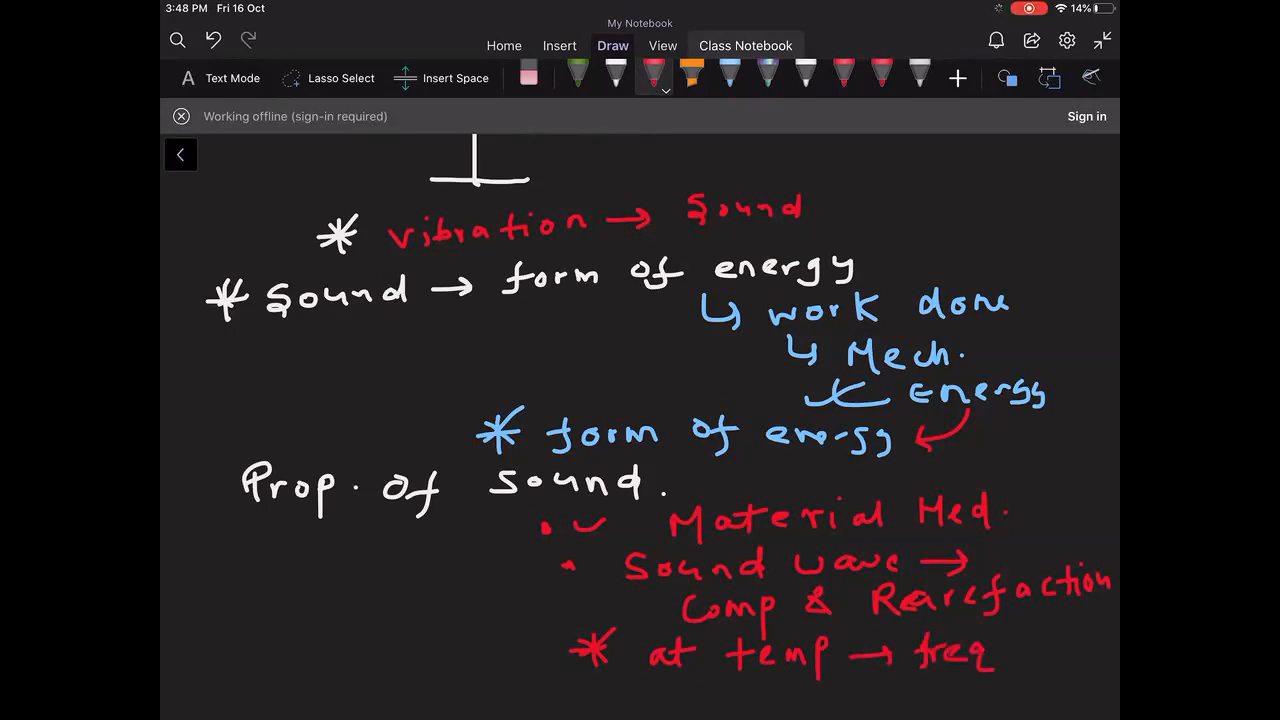 3:48 PM Fri 16 Oct
14%
My Notebook
Home Insert Draw View Class Notebook
Text Mode Lasso Select Insert Space
Working offline (sign-in required) Sign in
* Vibration → Sound
* Sound → form of energy
↳ work done
↳ Mech.
Energy
* form of energy
Prop. of Sound.
• Material Med.
• Sound wave →
Comp & Rarefaction
* at temp → freq